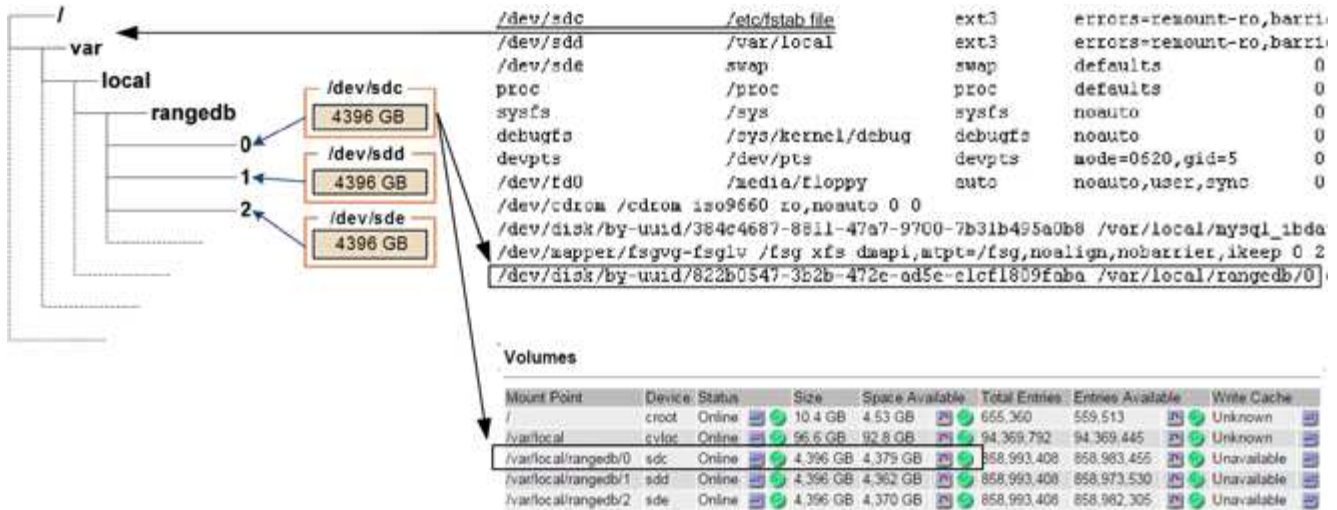 /
var
local
rangedb
0
1
2
/dev/sdc
4396 GB
/dev/sdd
4396 GB
/dev/sde
4396 GB
/dev/sdc /etc/fstab file ext3 errors=remount-ro,barri
/dev/sdd /var/local ext3 errors=remount-ro,barri
/dev/sde swap swap defaults 0
proc /proc proc defaults 0
sysfs /sys sysfs noauto 0
debugfs /sys/kernel/debug debugfs noauto 0
devpts /dev/pts devpts mode=0620,gid=5 0
/dev/fd0 /media/floppy auto noauto,user,sync 0
/dev/cdrom /cdrom iso9660 ro,noauto 0 0
/dev/disk/by-uuid/384c4687-8811-47a7-9700-7b31b495a0b8 /var/local/mysql_ibda
/dev/mapper/fsgvg-fsglv /fsg xfs dmapi,mtpt=/fsg,noalign,nobarrier,ikeep 0 2
/dev/disk/by-uuid/822b0547-3b2b-472e-ad5e-e1cf1809faba /var/local/rangedb/0
Volumes
Mount Point Device Status Size Space Available Total Entries Entries Available Write Cache
/ croot Online 10.4 GB 4.53 GB 655,360 559,513 Unknown
/var/local cvloc Online 96.6 GB 92.8 GB 94,369,792 94,369,445 Unknown
/var/local/rangedb/0 sdc Online 4,396 GB 4,379 GB 858,993,408 858,983,455 Unavailable
/var/local/rangedb/1 sdd Online 4,396 GB 4,362 GB 858,993,408 858,973,530 Unavailable
/var/local/rangedb/2 sde Online 4,396 GB 4,370 GB 858,993,408 858,982,305 Unavailable